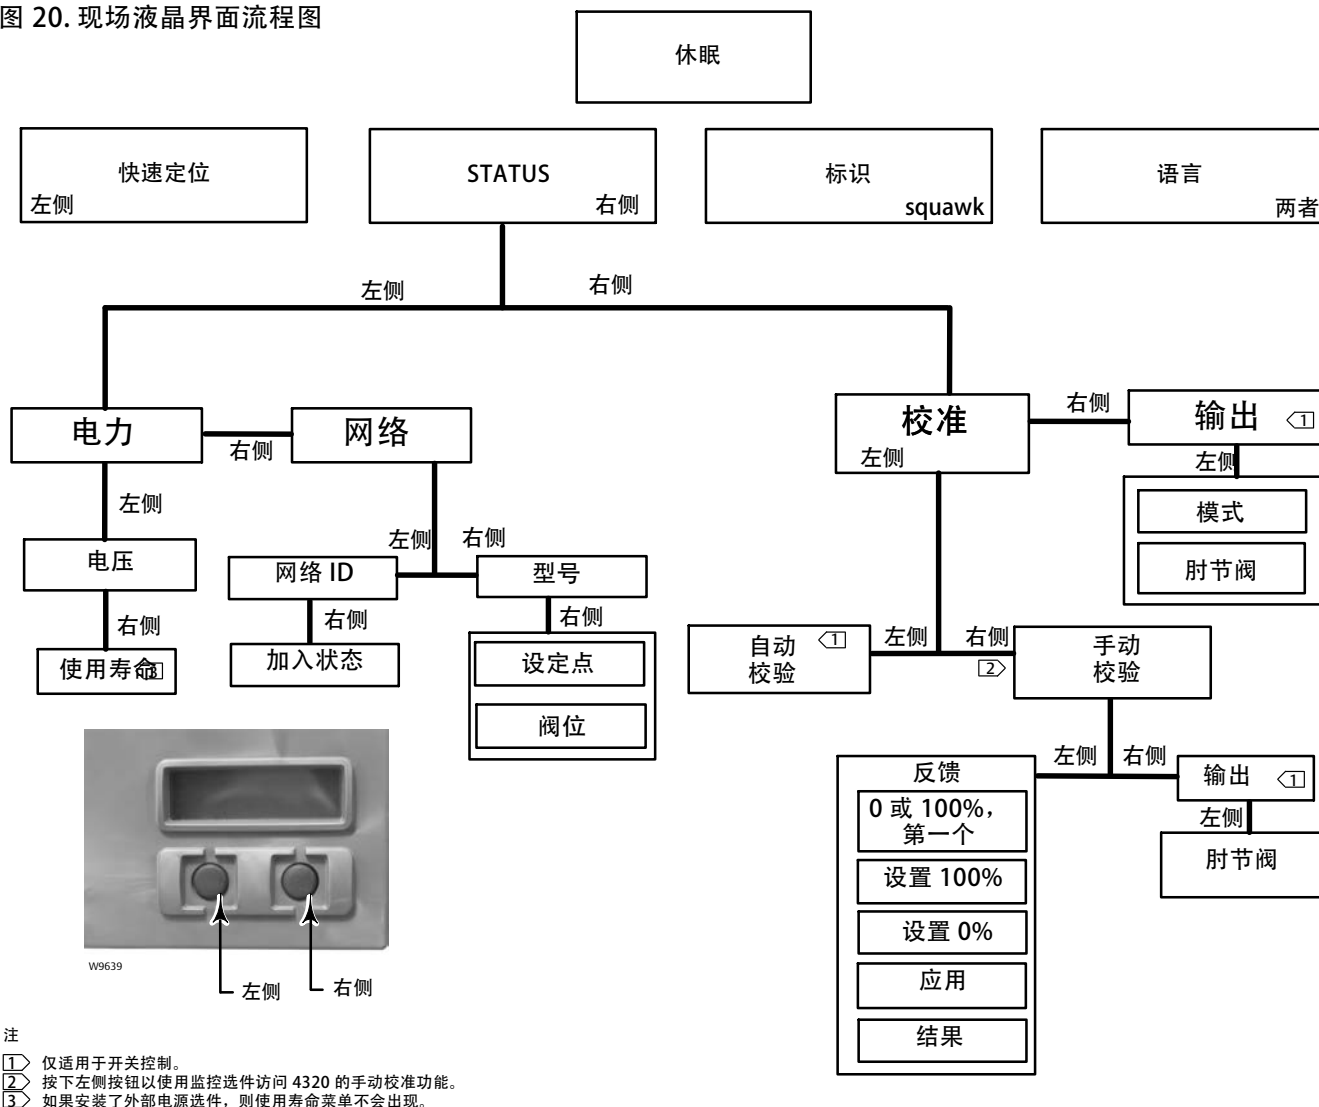 图 20. 现场液晶界面流程图
休眠
快速定位
左侧
STATUS
右侧
标识
squawk
语言
两者
左侧
右侧
电力
右侧
网络
校准
左侧
右侧
输出 1
左侧
模式
肘节阀
左侧
电压
右侧
使用寿命 3
左侧
右侧
网络 ID
型号
右侧
加入状态
右侧
设定点
阀位
自动
校验
1
左侧
右侧
2
手动
校验
左侧
右侧
反馈
0 或 100%，
第一个
设置 100%
设置 0%
应用
结果
输出 1
左侧
肘节阀
W9639
左侧
右侧
注
1 仅适用于开关控制。
2 按下左侧按钮以使用监控选件访问 4320 的手动校准功能。
3 如果安装了外部电源选件，则使用寿命菜单不会出现。